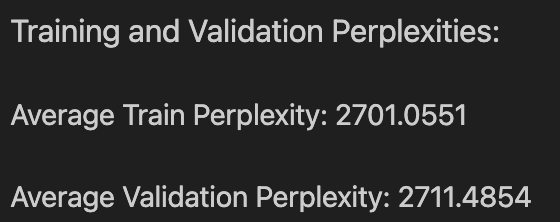 Training and Validation Perplexities:
Average Train Perplexity: 2701.0551
Average Validation Perplexity: 2711.4854